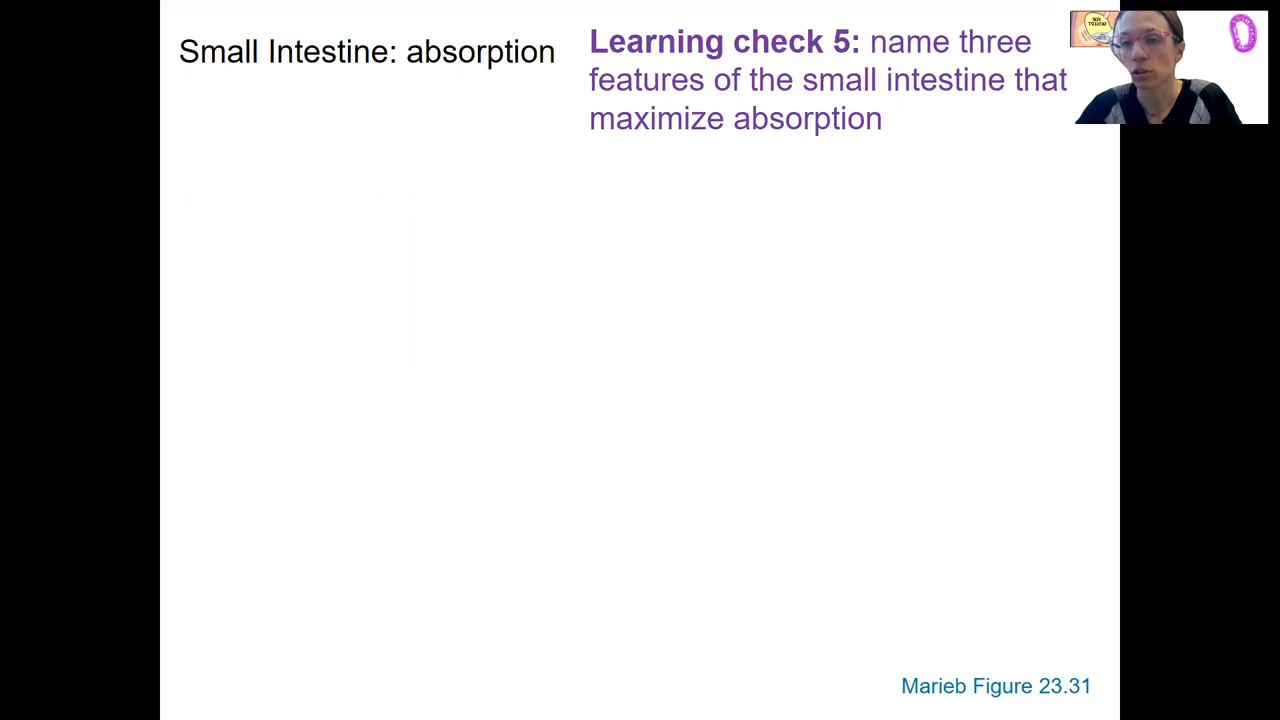 Small Intestine: absorption
Learning check 5: name three
features of the small intestine that
maximize absorption
Marieb Figure 23.31